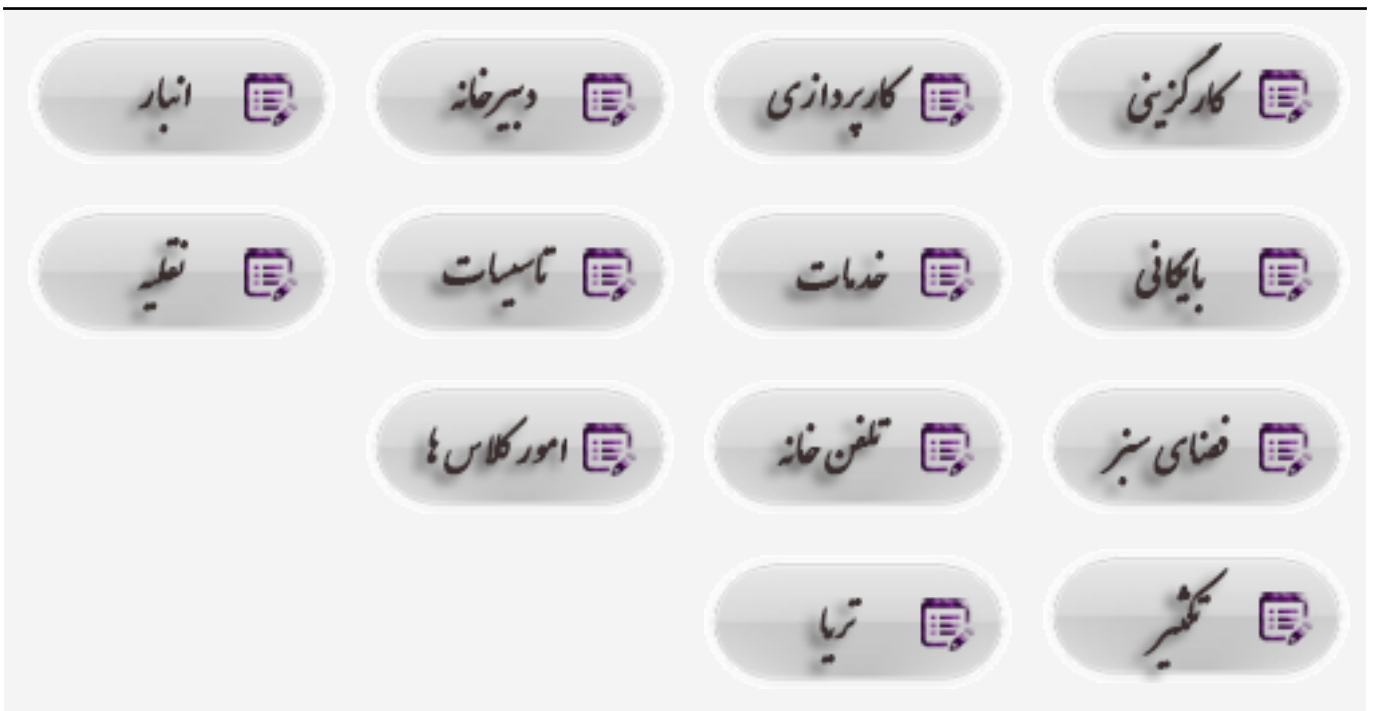 کارگزینی کارپردازی دبیرخانه انبار
بایگانی خدمات تاسیسات نقلیه
فضای سبز تلفن خانه امور کلاس ها
تکثیر تریا